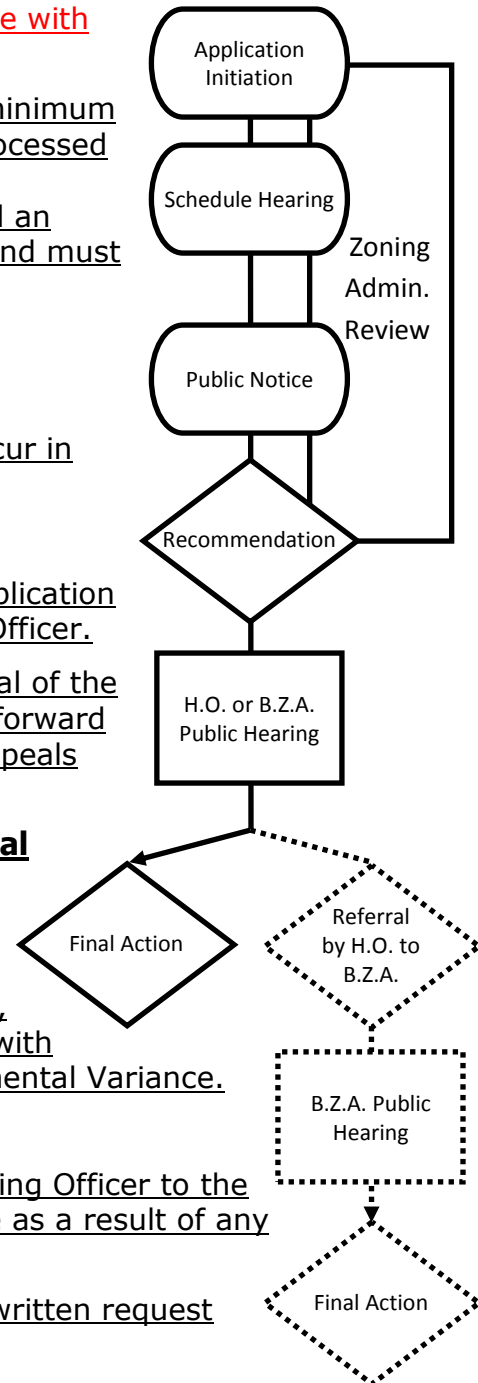 e with
ninimum
ocessed
l an
nd must
cur in
plication
Officer.
al of the
forward
peals
al
,
with
nental Variance.
ing Officer to the
e as a result of any
written request
Application
Initiation
Schedule Hearing
Zoning
Admin.
Review
Public Notice
Recommendation
H.O. or B.Z.A.
Public Hearing
Final Action
Referral
by H.O. to
B.Z.A.
B.Z.A. Public
Hearing
Final Action